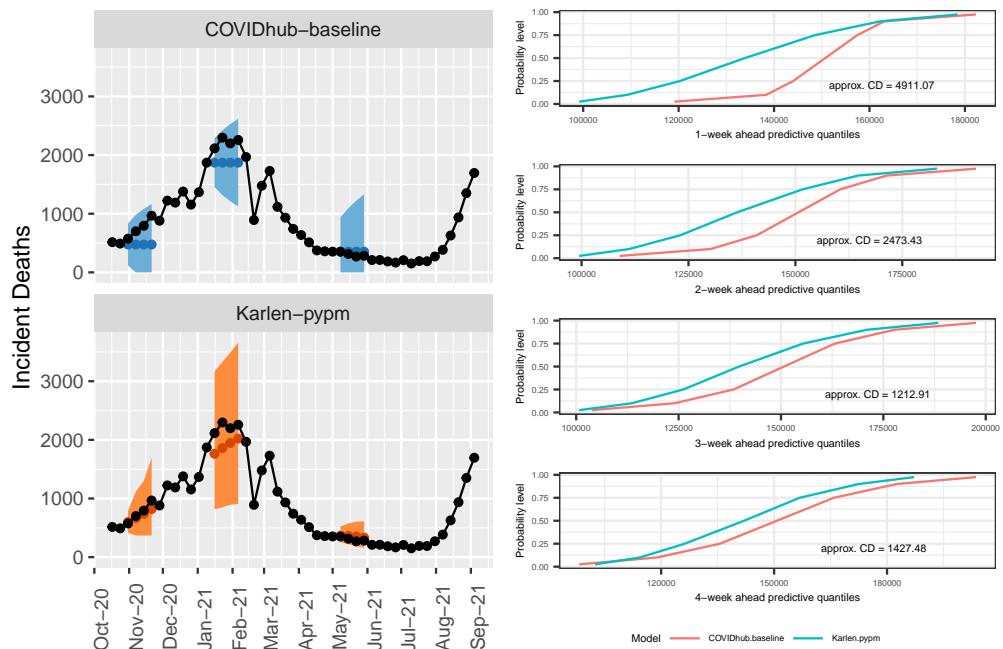 COVIDhub−baseline
Incident Deaths
3000
2000
1000
0
Karlen−pypm
3000
2000
1000
0
Oct−20
Nov−20
Dec−20
Jan−21
Feb−21
Mar−21
Apr−21
May−21
Jun−21
Jul−21
Aug−21
Sep−21
Probability level
1.00
0.75
0.50
0.25
0.00
approx. CD = 4911.07
100000 120000 140000 160000 180000
1−week ahead predictive quantiles
Probability level
1.00
0.75
0.50
0.25
0.00
approx. CD = 2473.43
100000 125000 150000 175000
2−week ahead predictive quantiles
Probability level
1.00
0.75
0.50
0.25
0.00
approx. CD = 1212.91
100000 125000 150000 175000 200000
3−week ahead predictive quantiles
Probability level
1.00
0.75
0.50
0.25
0.00
approx. CD = 1427.48
120000 150000 180000
4−week ahead predictive quantiles
Model COVIDhub.baseline Karlen.pypm